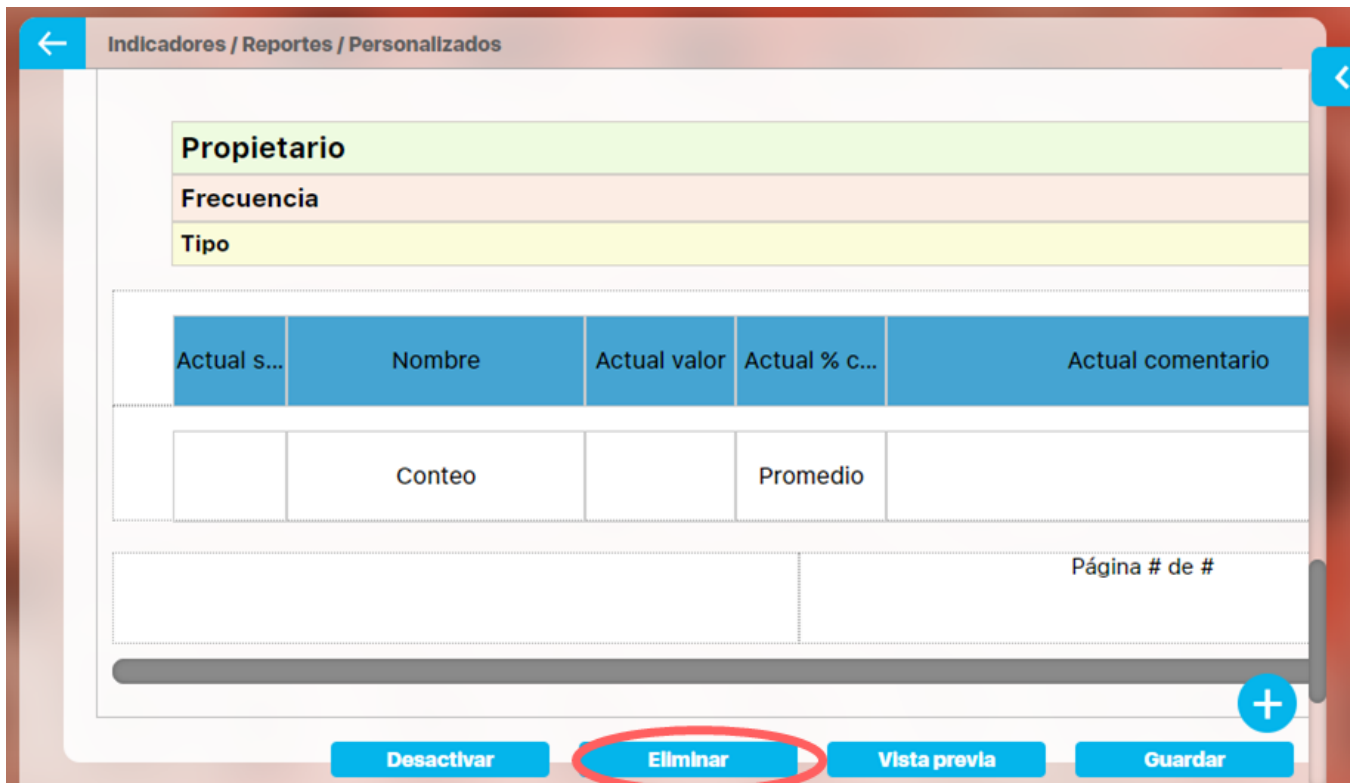 Indicadores / Reportes / Personalizados
Propietario
Frecuencia
Tipo
Actual s... Nombre Actual valor Actual % c... Actual comentario
Conteo Promedio
Página # de #
Desactivar Eliminar Vista previa Guardar